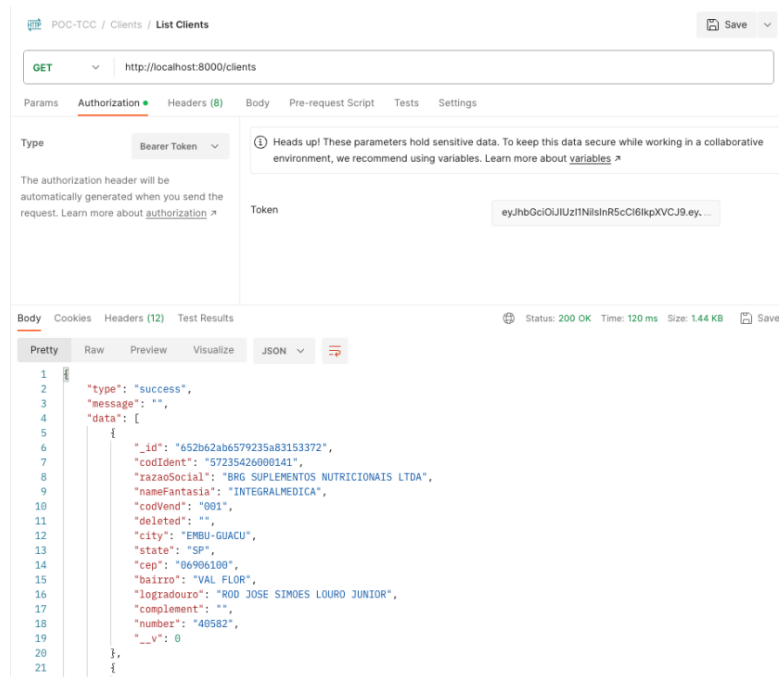 HTTP POC-TCC / Clients / List Clients Save
GET http://localhost:8000/clients
Params Authorization Headers (8) Body Pre-request Script Tests Settings
Type Bearer Token
Heads up! These parameters hold sensitive data. To keep this data secure while working in a collaborative
environment, we recommend using variables. Learn more about variables ↗
The authorization header will be
automatically generated when you send the
request. Learn more about authorization ↗
Token eyJhbGciOiJIUzI1NiIsInR5cCI6IkpXVCJ9.ey. ...
Body Cookies Headers (12) Test Results Status: 200 OK Time: 120 ms Size: 1.44 KB Save
Pretty Raw Preview Visualize JSON
1 {
2 "type": "success",
3 "message": "",
4 "data": [
5 {
6 "_id": "652b62ab6579235a83153372",
7 "codIdent": "57235426000141",
8 "razaoSocial": "BRG SUPLEMENTOS NUTRICIONAIS LTDA",
9 "nameFantasia": "INTEGRALMEDICA",
10 "codVend": "001",
11 "deleted": "",
12 "city": "EMBU-GUACU",
13 "state": "SP",
14 "cep": "06906100",
15 "bairro": "VAL FLOR",
16 "logradouro": "ROD JOSE SIMOES LOURO JUNIOR",
17 "complement": "",
18 "number": "40582",
19 "__v": 0
20 },
21 {